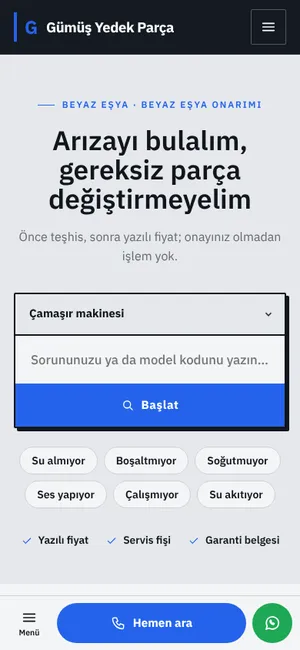 G Gümüş Yedek Parça
BEYAZ EŞYA · BEYAZ EŞYA ONARIMI
Arızayı bulalım,
gereksiz parça
değiştirmeyelim
Önce teşhis, sonra yazılı fiyat; onayınız olmadan
işlem yok.
Çamaşır makinesi
Sorununuzu ya da model kodunu yazın...
Başlat
Su almıyor
Boşaltmıyor
Soğutmuyor
Ses yapıyor
Çalışmıyor
Su akıtıyor
Yazılı fiyat
Servis fişi
Garanti belgesi
Menü
Hemen ara